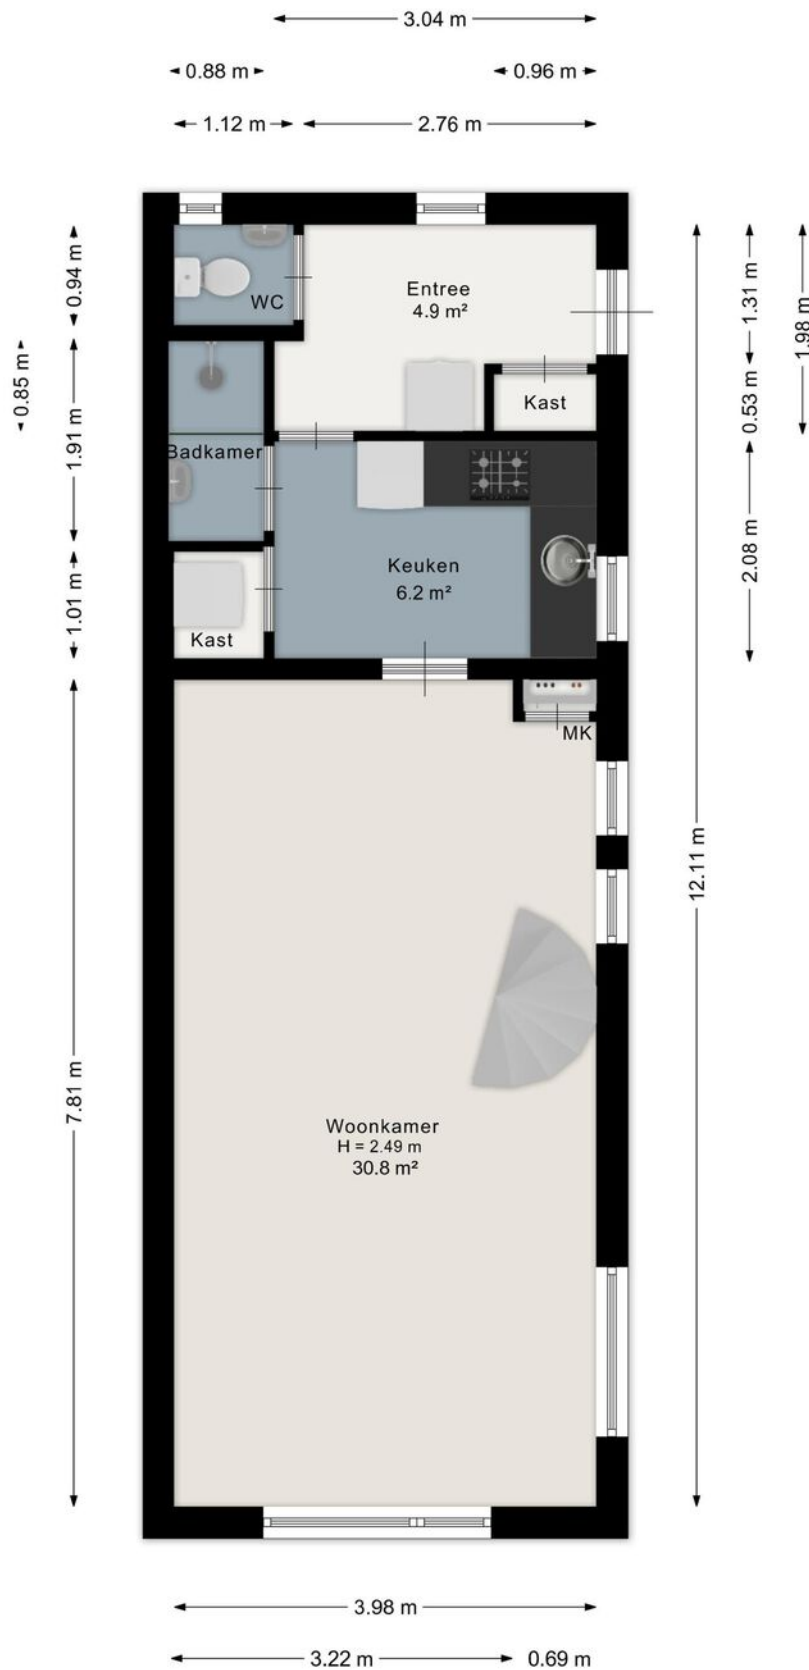 3.04 m
0.88 m
0.96 m
1.12 m
2.76 m
0.94 m
WC
Entree
4.9 m²
1.31 m
1.98 m
0.85 m
1.91 m
Kast
0.53 m
Badkamer
Keuken
6.2 m²
2.08 m
1.01 m
Kast
MK
12.11 m
7.81 m
Woonkamer
H = 2.49 m
30.8 m²
3.98 m
3.22 m
0.69 m